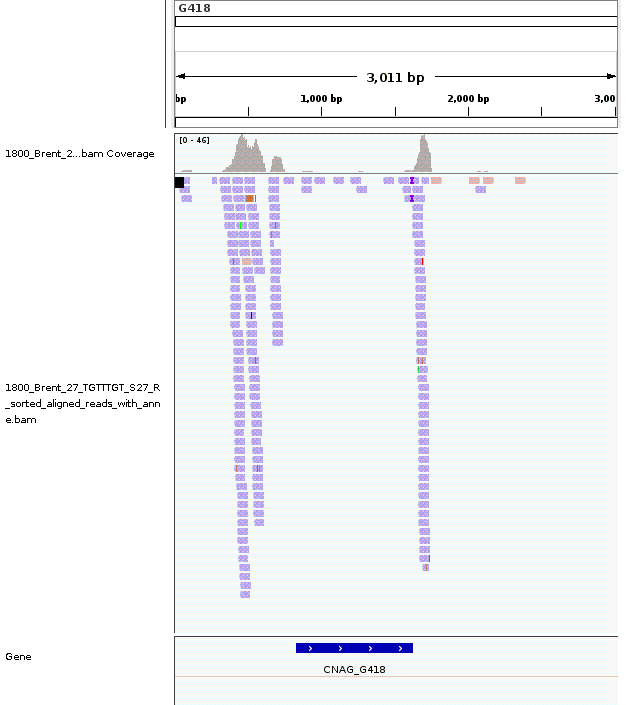 G418
3,011 bp
bp 1,000 bp 2,000 bp 3,00
[0 - 46]
1800_Brent_2...bam Coverage
1800_Brent_27_TGTTTGT_S27_R
_sorted_aligned_reads_with_ann
e.bam
Gene
CNAG_G418